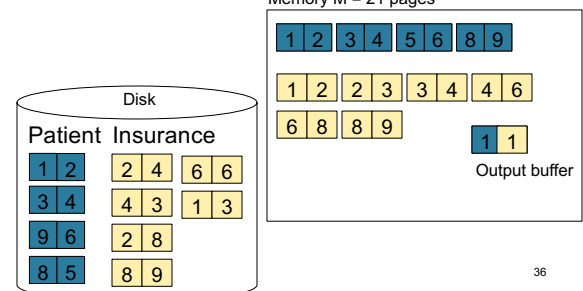 Memory M = 21 pages
1 2 3 4 5 6 8 9
1 2 2 3 3 4 4 6
6 8 8 9
1 1
Output buffer
Disk
Patient Insurance
1 2 2 4 6 6
3 4 4 3 1 3
9 6 2 8
8 5 8 9
36